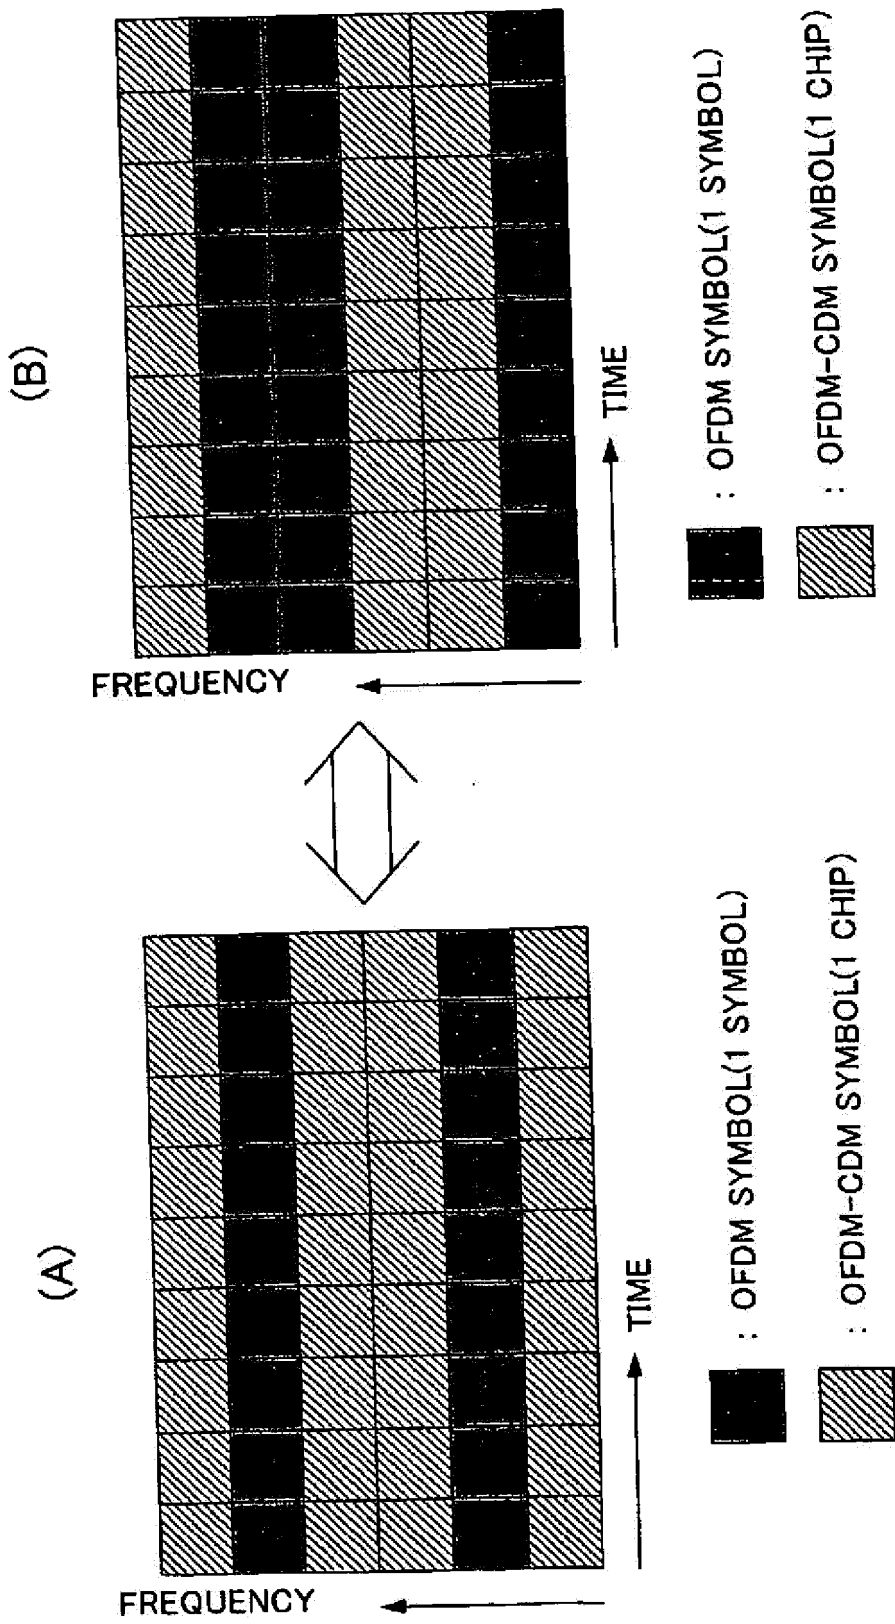 (A)
FREQUENCY
TIME
: OFDM SYMBOL(1 SYMBOL)
: OFDM-CDM SYMBOL(1 CHIP)
(B)
FREQUENCY
TIME
: OFDM SYMBOL(1 SYMBOL)
: OFDM-CDM SYMBOL(1 CHIP)